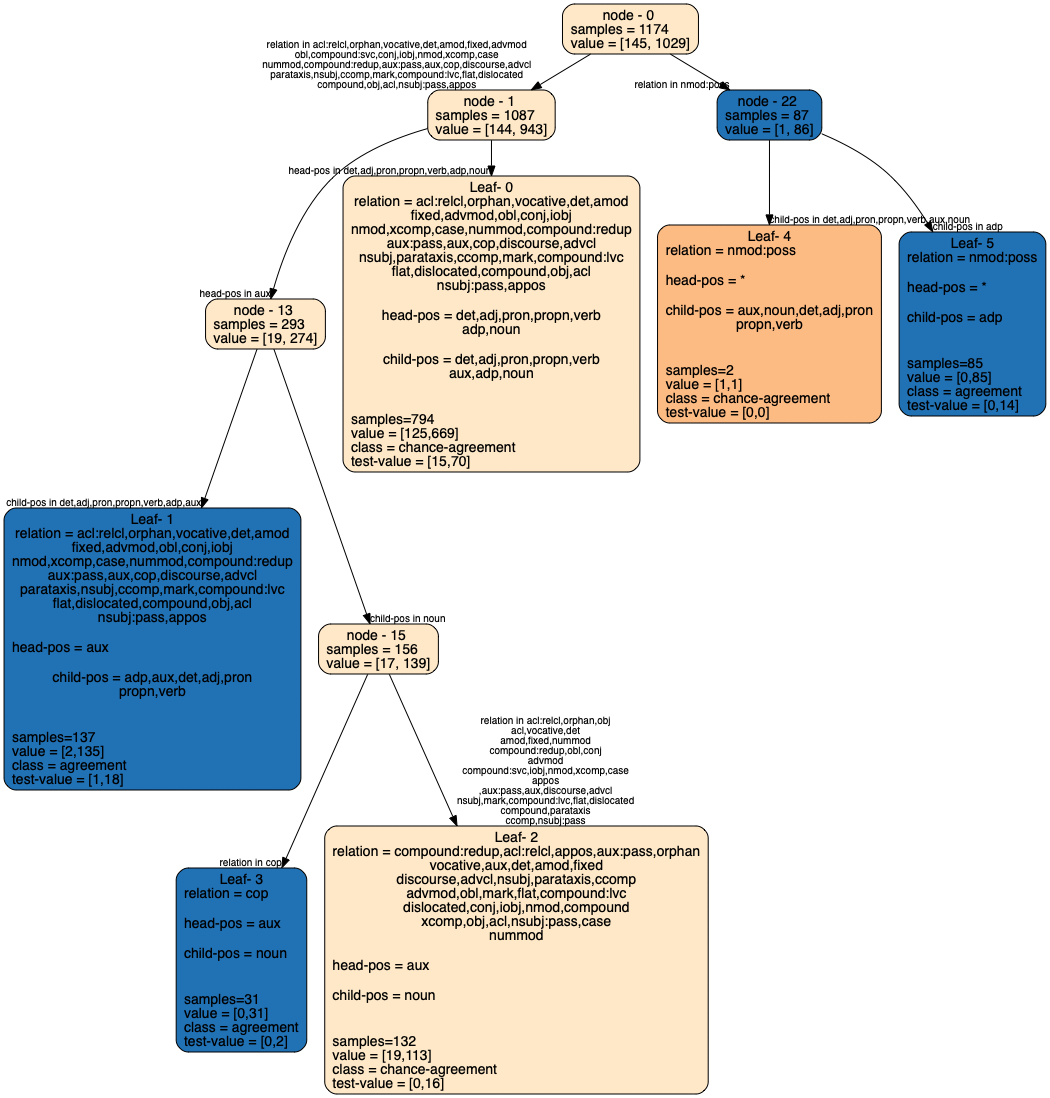 node - 0
samples = 1174
value = [145, 1029]
relation in acl:relcl,orphan,vocative,det,amod,fixed,advmod
obl,compound:svc,conj,iobj,nmod,xcomp,case
nummod,compound:redup,aux:pass,aux,cop,discourse,advcl
parataxis,nsubj,ccomp,mark,compound:lvc,flat,dislocated
compound,obj,acl,nsubj:pass,appos
relation in nmod:poss
node - 1
samples = 1087
value = [144, 943]
node - 22
samples = 87
value = [1, 86]
head-pos in det,adj,pron,propn,verb,adp,noun
Leaf- 0
relation = acl:relcl,orphan,vocative,det,amod
fixed,advmod,obl,conj,iobj
nmod,xcomp,case,nummod,compound:redup
aux:pass,aux,cop,discourse,advcl
nsubj,parataxis,ccomp,mark,compound:lvc
flat,dislocated,compound,obj,acl
nsubj:pass,appos
head-pos = det,adj,pron,propn,verb
adp,noun
child-pos = det,adj,pron,propn,verb
aux,adp,noun
samples=794
value = [125,669]
class = chance-agreement
test-value = [15,70]
child-pos in det,adj,pron,propn,verb,aux,noun
Leaf- 4
relation = nmod:poss
head-pos = *
child-pos = aux,noun,det,adj,pron
propn,verb
samples=2
value = [1,1]
class = chance-agreement
test-value = [0,0]
child-pos in adp
Leaf- 5
relation = nmod:poss
head-pos = *
child-pos = adp
samples=85
value = [0,85]
class = agreement
test-value = [0,14]
head-pos in aux
node - 13
samples = 293
value = [19, 274]
child-pos in det,adj,pron,propn,verb,adp,aux
Leaf- 1
relation = acl:relcl,orphan,vocative,det,amod
fixed,advmod,obl,conj,iobj
nmod,xcomp,case,nummod,compound:redup
aux:pass,aux,cop,discourse,advcl
parataxis,nsubj,ccomp,mark,compound:lvc
flat,dislocated,compound,obj,acl
nsubj:pass,appos
head-pos = aux
child-pos = adp,aux,det,adj,pron
propn,verb
samples=137
value = [2,135]
class = agreement
test-value = [1,18]
child-pos in noun
node - 15
samples = 156
value = [17, 139]
relation in acl:relcl,orphan,obj
acl,vocative,det
amod,fixed,nummod
compound:redup,obl,conj
advmod
compound:svc,iobj,nmod,xcomp,case
appos
,aux:pass,aux,discourse,advcl
nsubj,mark,compound:lvc,flat,dislocated
compound,parataxis
ccomp,nsubj:pass
relation in cop
Leaf- 3
relation = cop
head-pos = aux
child-pos = noun
samples=31
value = [0,31]
class = agreement
test-value = [0,2]
Leaf- 2
relation = compound:redup,acl:relcl,appos,aux:pass,orphan
vocative,aux,det,amod,fixed
discourse,advcl,nsubj,parataxis,ccomp
advmod,obl,mark,flat,compound:lvc
dislocated,conj,iobj,nmod,compound
xcomp,obj,acl,nsubj:pass,case
nummod
head-pos = aux
child-pos = noun
samples=132
value = [19,113]
class = chance-agreement
test-value = [0,16]